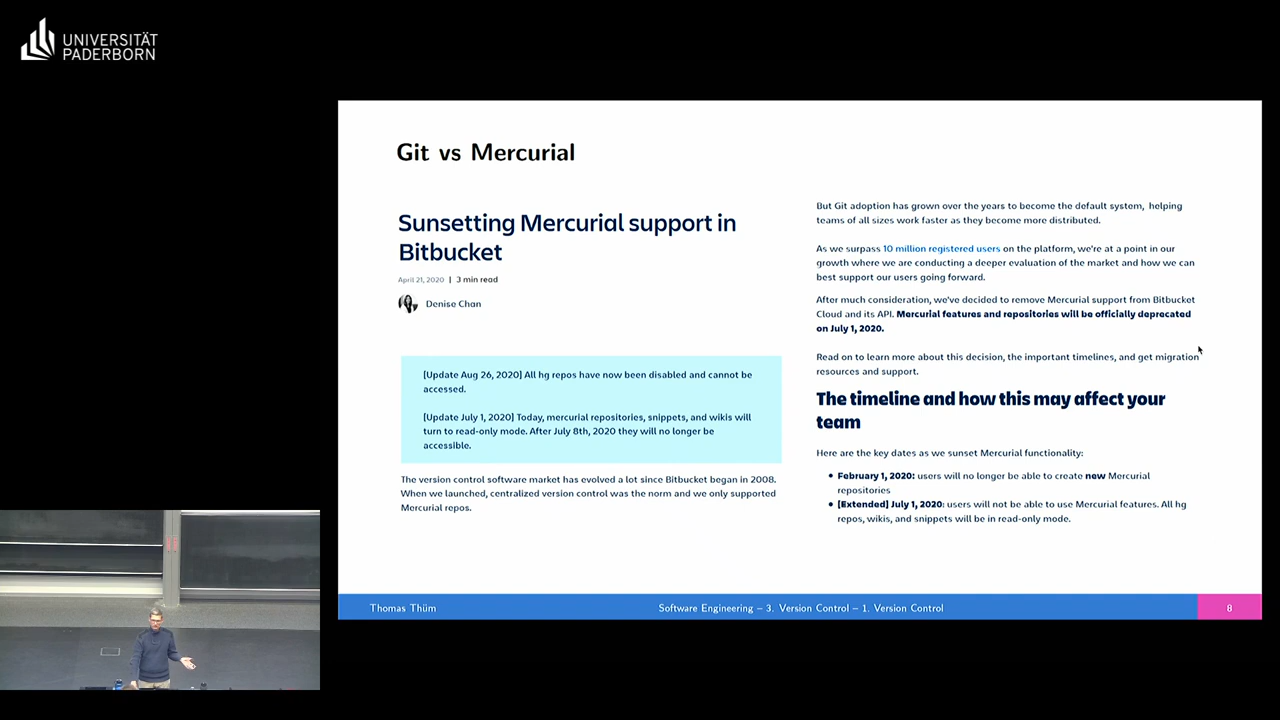 UNIVERSITÄT
PADERBORN
Git vs Mercurial
Sunsetting Mercurial support in
Bitbucket
April 21, 2020 | 3 min read
Denise Chan
[Update Aug 26, 2020] All hg repos have now been disabled and cannot be
accessed.
[Update July 1, 2020] Today, mercurial repositories, snippets, and wikis will
turn to read-only mode. After July 8th, 2020 they will no longer be
accessible.
The version control software market has evolved a lot since Bitbucket began in 2008.
When we launched, centralized version control was the norm and we only supported
Mercurial repos.
But Git adoption has grown over the years to become the default system, helping
teams of all sizes work faster as they become more distributed.
As we surpass 10 million registered users on the platform, we're at a point in our
growth where we are conducting a deeper evaluation of the market and how we can
best support our users going forward.
After much consideration, we've decided to remove Mercurial support from Bitbucket
Cloud and its API. Mercurial features and repositories will be officially deprecated
on July 1, 2020.
Read on to learn more about this decision, the important timelines, and get migration
resources and support.
The timeline and how this may affect your
team
Here are the key dates as we sunset Mercurial functionality:
• February 1, 2020: users will no longer be able to create new Mercurial
repositories
• [Extended] July 1, 2020: users will not be able to use Mercurial features. All hg
repos, wikis, and snippets will be in read-only mode.
Thomas Thüm
Software Engineering – 3. Version Control – 1. Version Control
8